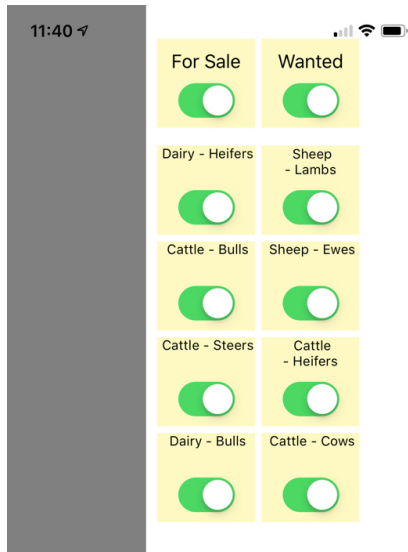 11:40
For Sale Wanted
Dairy - Heifers Sheep
- Lambs
Cattle - Bulls Sheep - Ewes
Cattle - Steers Cattle
- Heifers
Dairy - Bulls Cattle - Cows